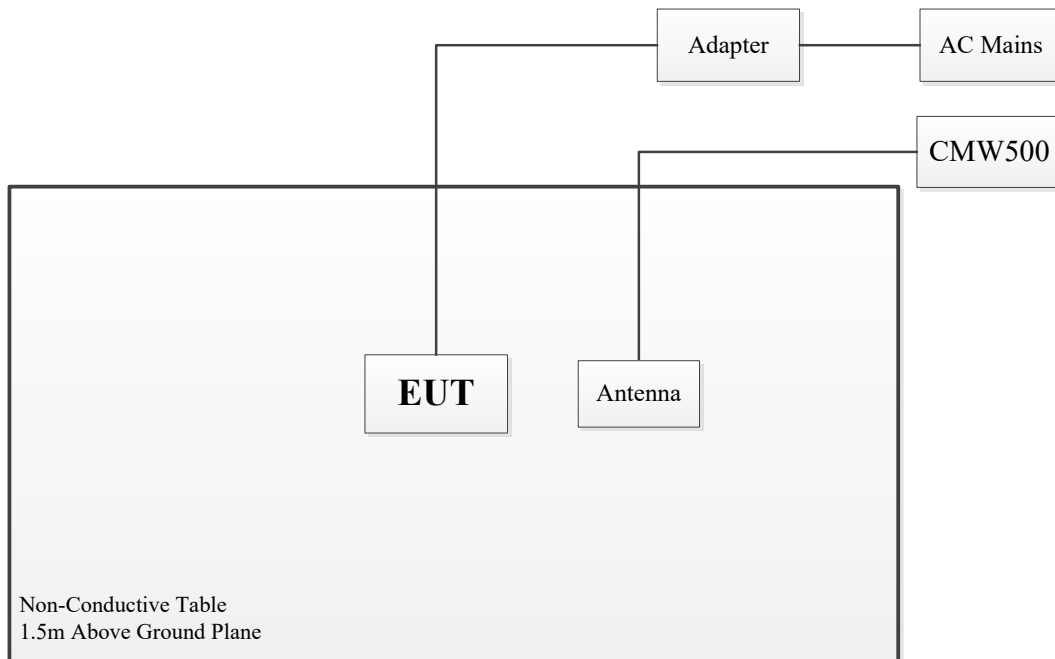 Adapter
AC Mains
CMW500
EUT
Antenna
Non-Conductive Table
1.5m Above Ground Plane